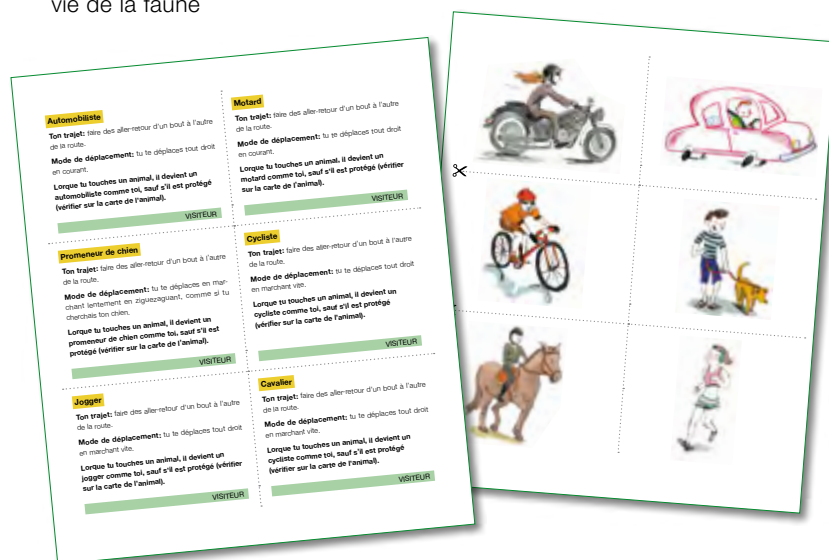 vie de la faune
Automobiliste
Ton trajet: faire des aller-retour d'un bout à l'autre
de la route.
Mode de déplacement: tu te déplaces tout droit
en courant.
Lorque tu touches un animal, il devient un
automobiliste comme toi, sauf s'il est protégé
(vérifier sur la carte de l'animal).
VISITEUR
Motard
Ton trajet: faire des aller-retour d'un bout à l'autre
de la route.
Mode de déplacement: tu te déplaces tout droit
en courant.
Lorque tu touches un animal, il devient un
motard comme toi, sauf s'il est protégé (vérifier
sur la carte de l'animal).
VISITEUR
Promeneur de chien
Ton trajet: faire des aller-retour d'un bout à l'autre
de la route.
Mode de déplacement: tu te déplaces en mar-
chant lentement en ziguezaguant, comme si tu
cherchais ton chien.
Lorque tu touches un animal, il devient un
promeneur de chien comme toi, sauf s'il est
protégé (vérifier sur la carte de l'animal).
VISITEUR
Cycliste
Ton trajet: faire des aller-retour d'un bout à l'autre
de la route.
Mode de déplacement: tu te déplaces tout droit
en marchant vite.
Lorque tu touches un animal, il devient un
cycliste comme toi, sauf s'il est protégé
(vérifier sur la carte de l'animal).
VISITEUR
Jogger
Ton trajet: faire des aller-retour d'un bout à l'autre
de la route.
Mode de déplacement: tu te déplaces tout droit
en marchant vite.
Lorque tu touches un animal, il devient un
jogger comme toi, sauf s'il est protégé (vérifier
sur la carte de l'animal).
VISITEUR
Cavalier
Ton trajet: faire des aller-retour d'un bout à l'autre
de la route.
Mode de déplacement: tu te déplaces tout droit
en marchant vite.
Lorque tu touches un animal, il devient un
cycliste comme toi, sauf s'il est protégé
(vérifier sur la carte de l'animal).
VISITEUR